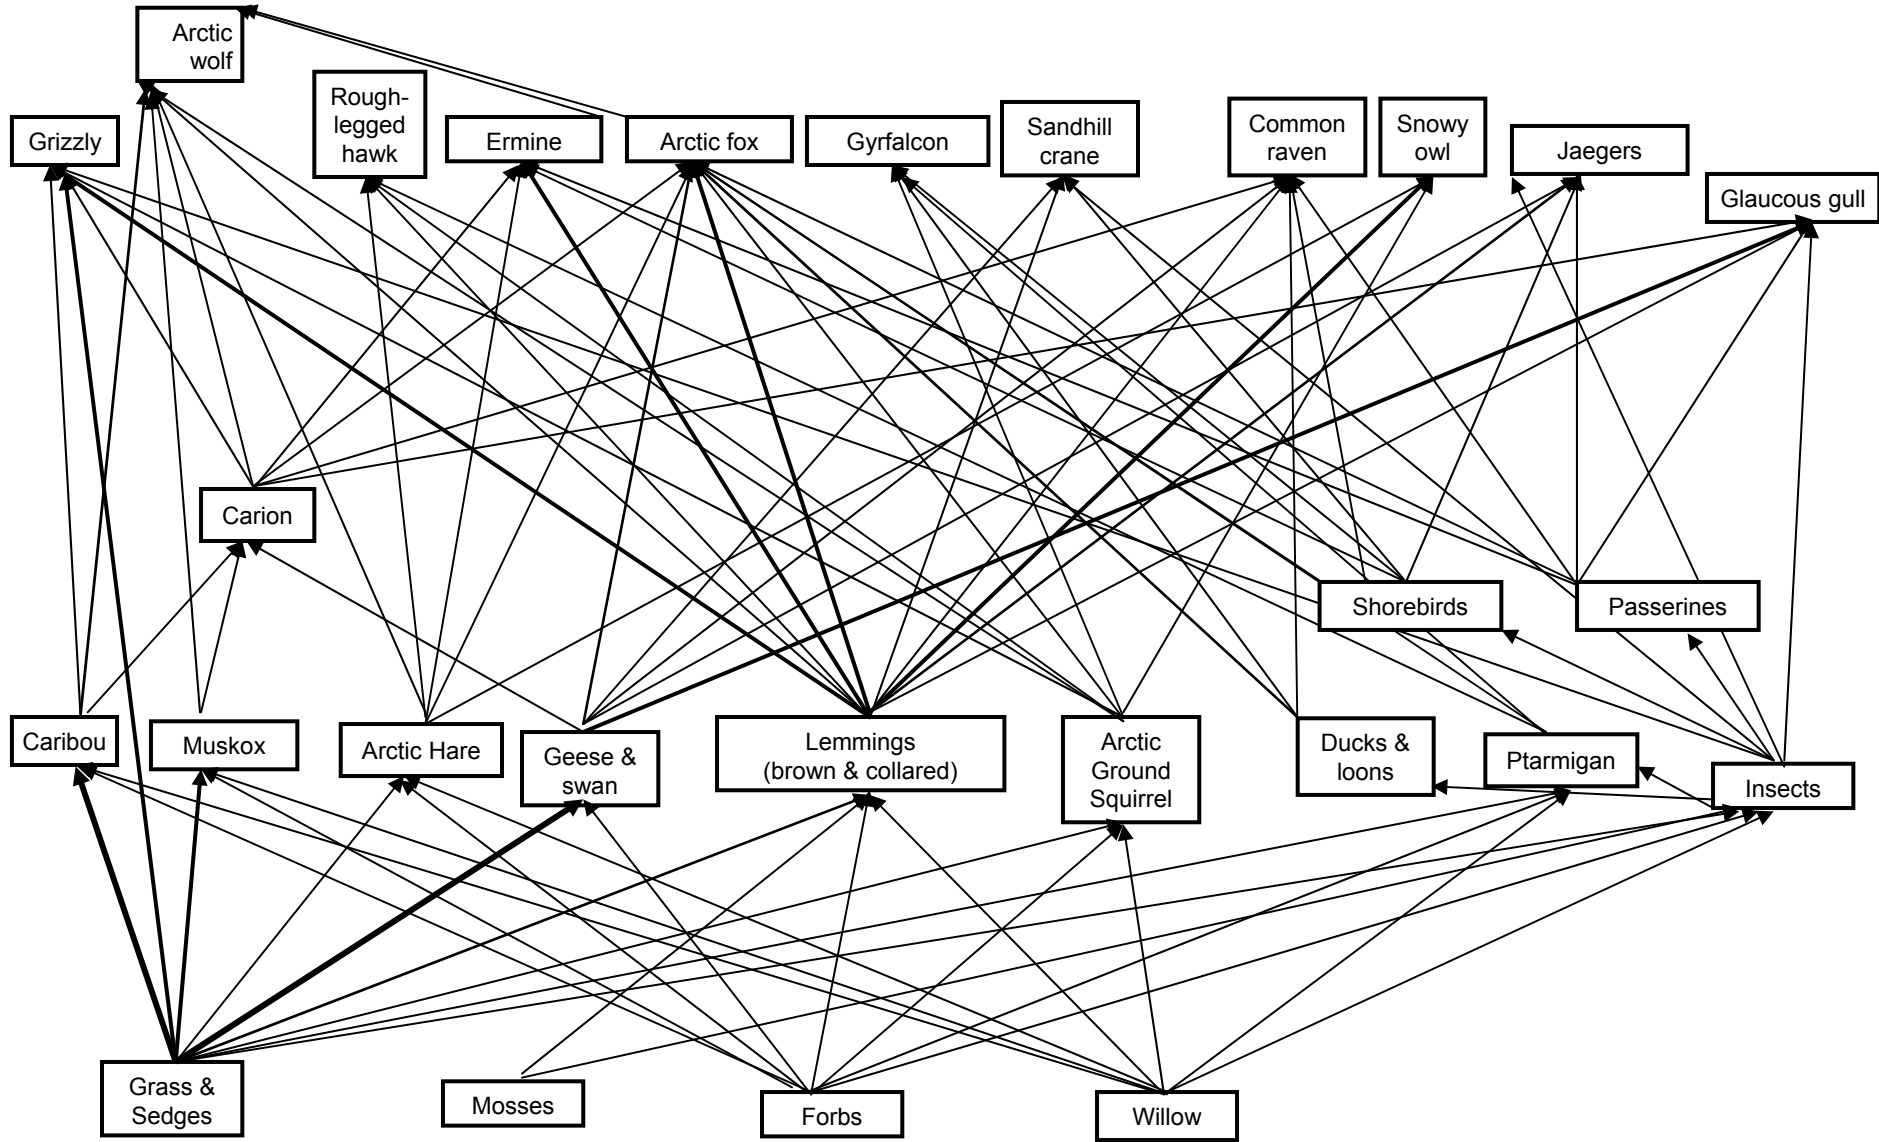 Arctic
wolf
Grizzly
Rough-
legged
hawk
Ermine
Arctic fox
Gyrfalcon
Sandhill
crane
Common
raven
Snowy
owl
Jaegers
Glaucous gull
Carion
Shorebirds
Passerines
Caribou
Muskox
Arctic Hare
Geese &
swan
Lemmings
(brown & collared)
Arctic
Ground
Squirrel
Ducks &
loons
Ptarmigan
Insects
Grass &
Sedges
Mosses
Forbs
Willow